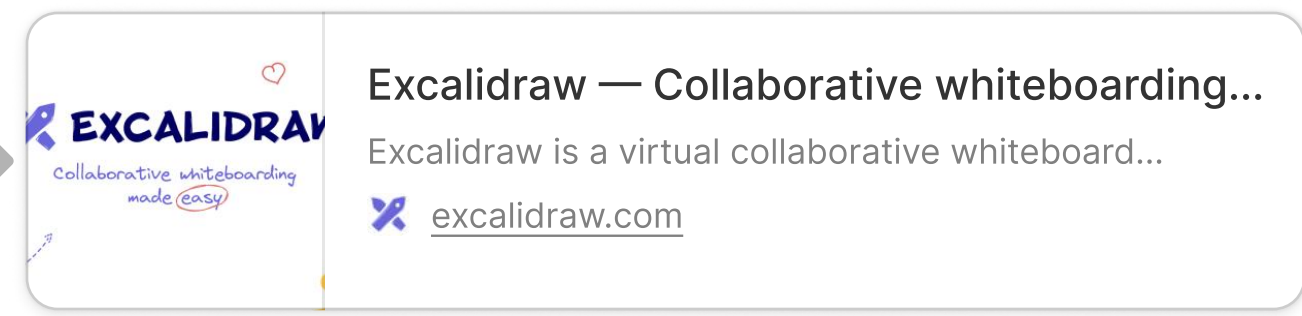 EXCALIDRAW
Collaborative whiteboarding
made easy
Excalidraw — Collaborative whiteboarding...
Excalidraw is a virtual collaborative whiteboard...
excalidraw.com